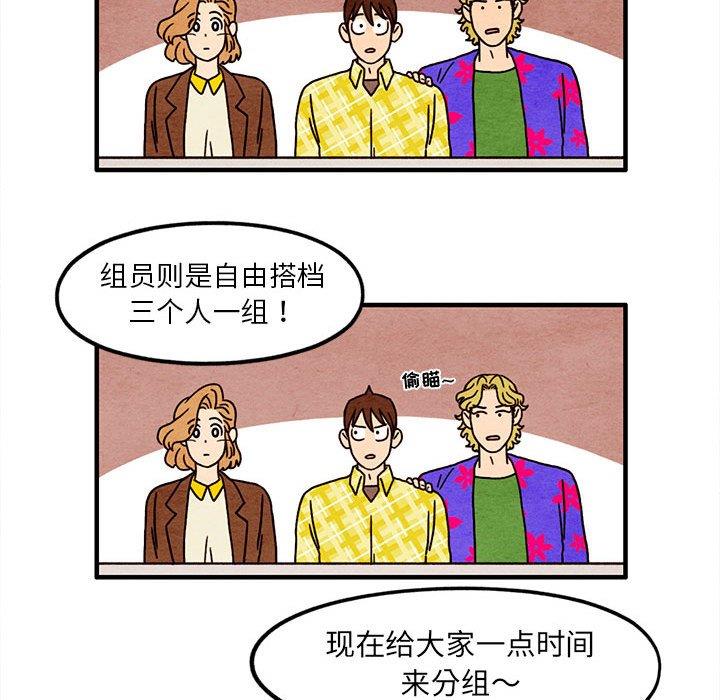 组员则是自由搭档
三个人一组！
偷瞄~
现在给大家一点时间
来分组～